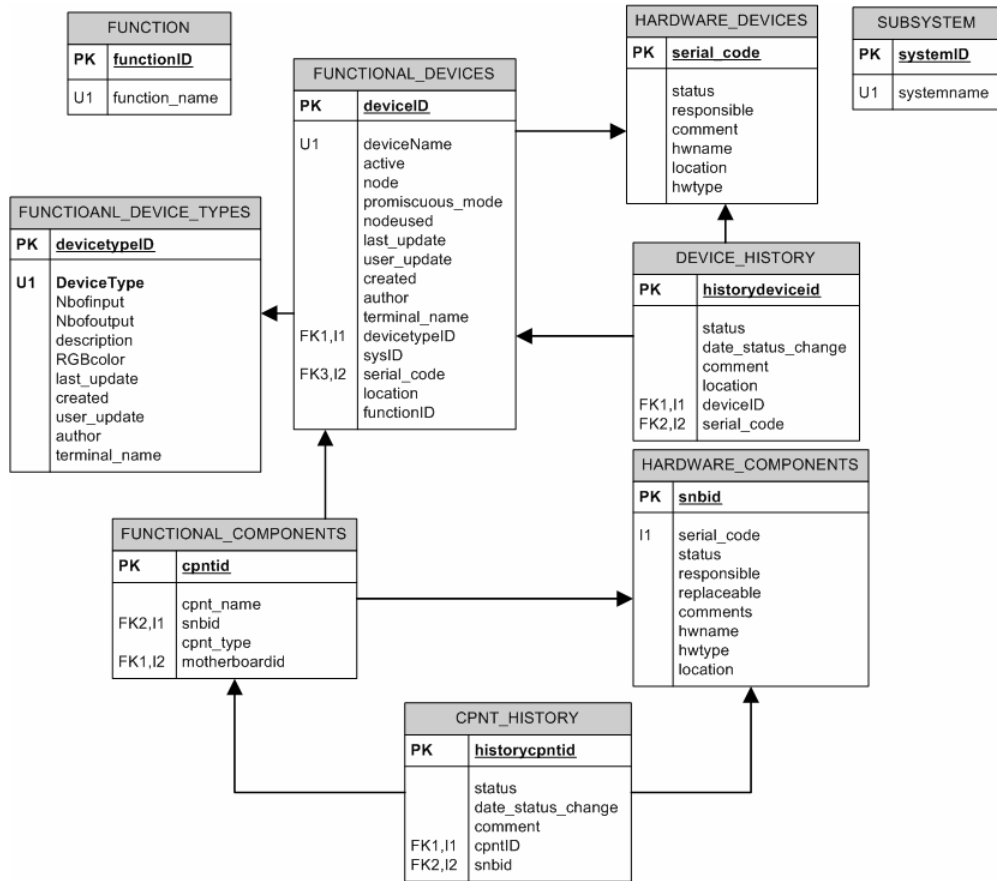 FUNCTION
PK functionID
U1 function_name
FUNCTIONAL_DEVICES
PK deviceID
U1 deviceName
active
node
promiscuous_mode
nodeused
last_update
user_update
created
author
terminal_name
FK1,I1 devicetypeID
sysID
FK3,I2 serial_code
location
functionID
HARDWARE_DEVICES
PK serial_code
status
responsible
comment
hwname
location
hwtype
SUBSYSTEM
PK systemID
U1 systemname
FUNCTIOANL_DEVICE_TYPES
PK devicetypeID
U1 DeviceType
Nbofinput
Nbofoutput
description
RGBcolor
last_update
created
user_update
author
terminal_name
DEVICE_HISTORY
PK historydeviceid
status
date_status_change
comment
location
FK1,I1 deviceID
FK2,I2 serial_code
FUNCTIONAL_COMPONENTS
PK cpntid
cpnt_name
FK2,I1 snbid
cpnt_type
FK1,I2 motherboardid
HARDWARE_COMPONENTS
PK snbid
I1 serial_code
status
responsible
replaceable
comments
hwname
hwtype
location
CPNT_HISTORY
PK historycpntid
status
date_status_change
comment
FK1,I1 cpntID
FK2,I2 snbid